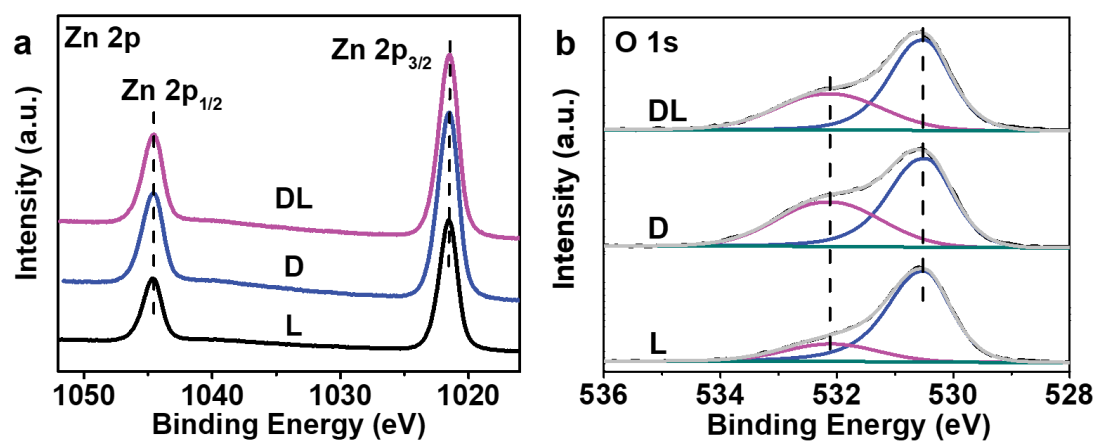 a
Zn 2p
Zn 2p1/2
Zn 2p3/2
DL
D
L
Intensity (a.u.)
1050 1040 1030 1020
Binding Energy (eV)
b
O 1s
DL
D
L
Intensity (a.u.)
536 534 532 530 528
Binding Energy (eV)